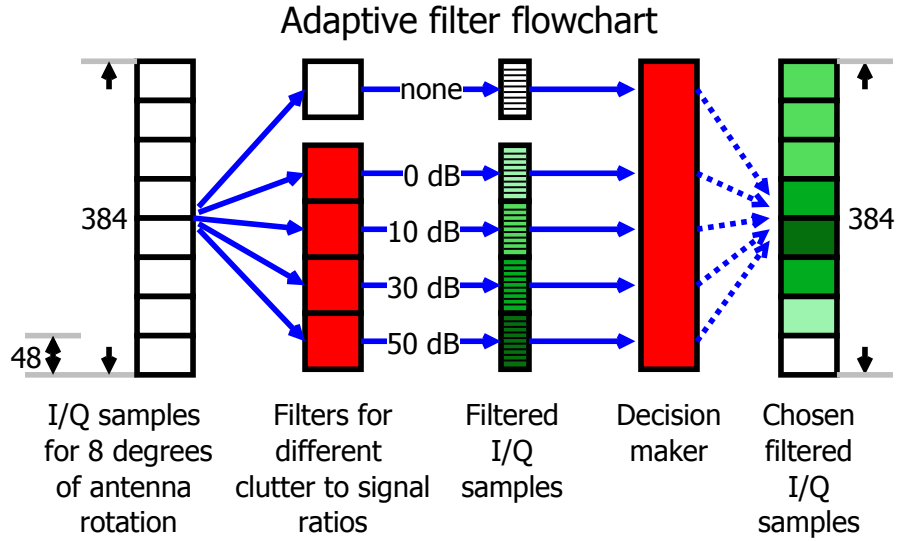 Adaptive filter flowchart
none
0 dB
10 dB
30 dB
50 dB
384
48
384
I/Q samples
for 8 degrees
of antenna
rotation
Filters for
different
clutter to signal
ratios
Filtered
I/Q
samples
Decision
maker
Chosen
filtered
I/Q
samples